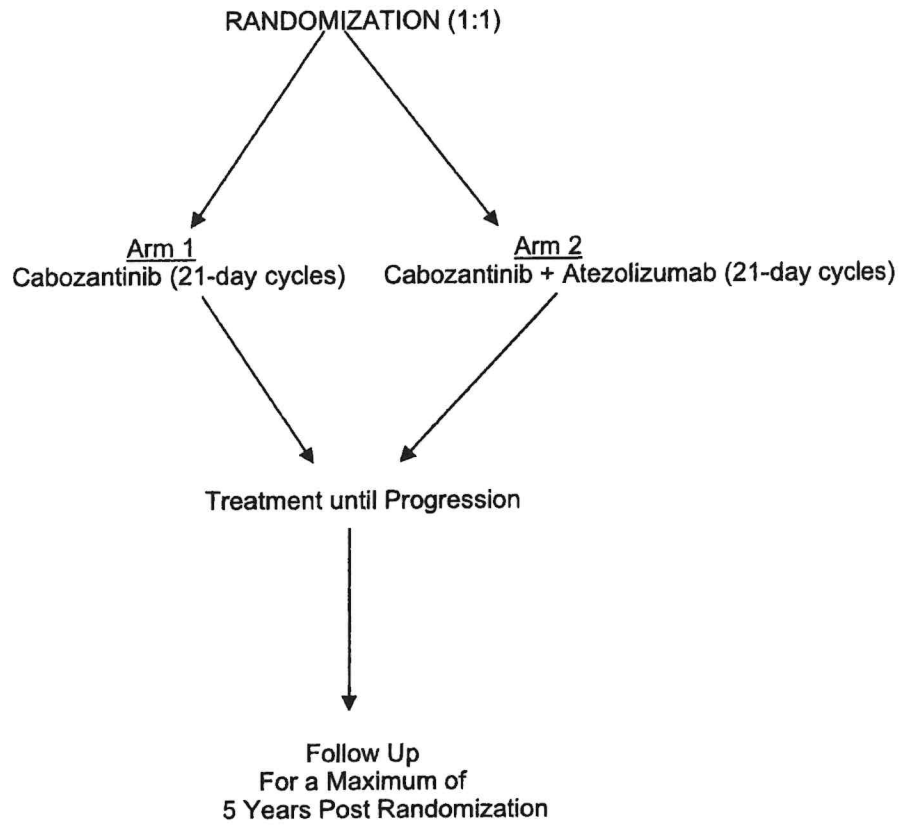 RANDOMIZATION (1:1)
Arm 1
Cabozantinib (21-day cycles)
Arm 2
Cabozantinib + Atezolizumab (21-day cycles)
Treatment until Progression
Follow Up
For a Maximum of
5 Years Post Randomization